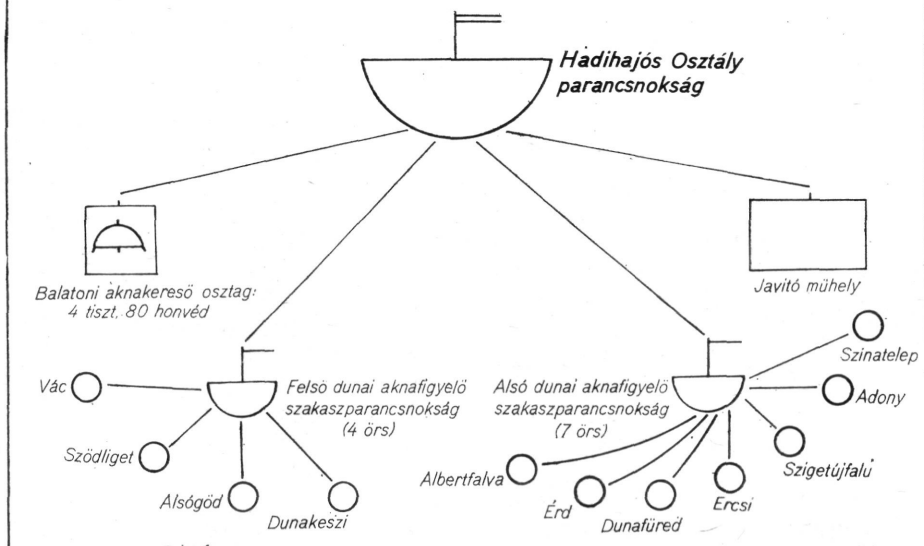 Hadihajós Osztály
parancsnokság
Balatoni aknakereső osztag:
4 tiszt, 80 honvéd
Javító műhely
Felső dunai aknafigyelő
szakaszparancsnokság
(4 örs)
Alsó dunai aknafigyelő
szakaszparancsnokság
(7 örs)
Vác
Sződliget
Alsógöd
Dunakeszi
Albertfalva
Érd
Dunafüred
Ercsi
Szigetújfalu
Adony
Szinatelep